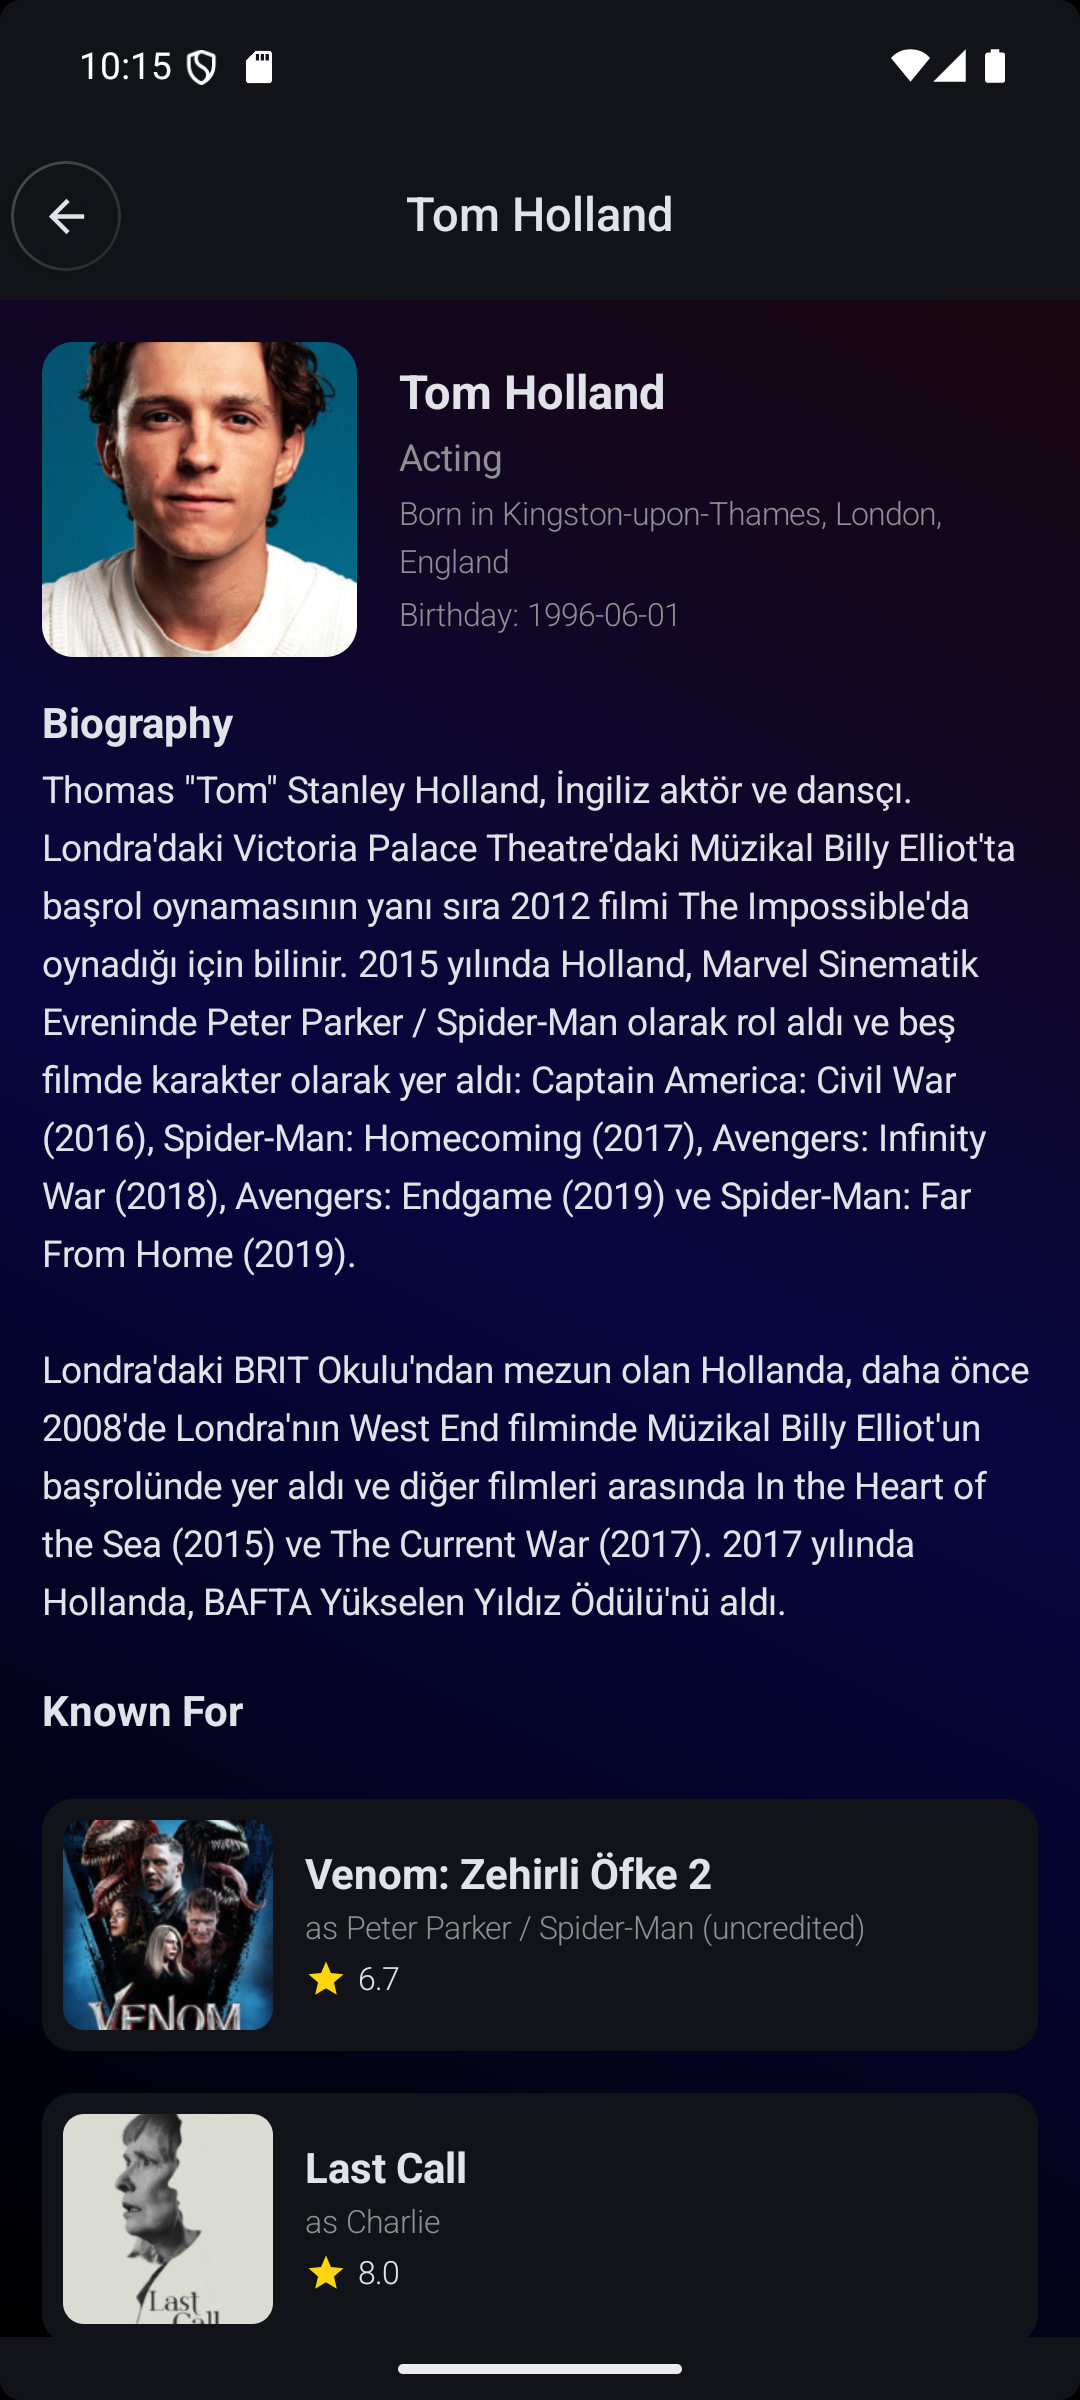 10:15
Tom Holland
Tom Holland
Acting
Born in Kingston-upon-Thames, London,
England
Birthday: 1996-06-01
Biography
Thomas "Tom" Stanley Holland, İngiliz aktör ve dansçı.
Londra'daki Victoria Palace Theatre'daki Müzikal Billy Elliot'ta
başrol oynamasının yanı sıra 2012 filmi The Impossible'da
oynadığı için bilinir. 2015 yılında Holland, Marvel Sinematik
Evreninde Peter Parker / Spider-Man olarak rol aldı ve beş
filmde karakter olarak yer aldı: Captain America: Civil War
(2016), Spider-Man: Homecoming (2017), Avengers: Infinity
War (2018), Avengers: Endgame (2019) ve Spider-Man: Far
From Home (2019).
Londra'daki BRIT Okulu'ndan mezun olan Hollanda, daha önce
2008'de Londra'nın West End filminde Müzikal Billy Elliot'un
başrolünde yer aldı ve diğer filmleri arasında In the Heart of
the Sea (2015) ve The Current War (2017). 2017 yılında
Hollanda, BAFTA Yükselen Yıldız Ödülü'nü aldı.
Known For
VENOM
Venom: Zehirli Öfke 2
as Peter Parker / Spider-Man (uncredited)
6.7
Last
Call
Last Call
as Charlie
8.0